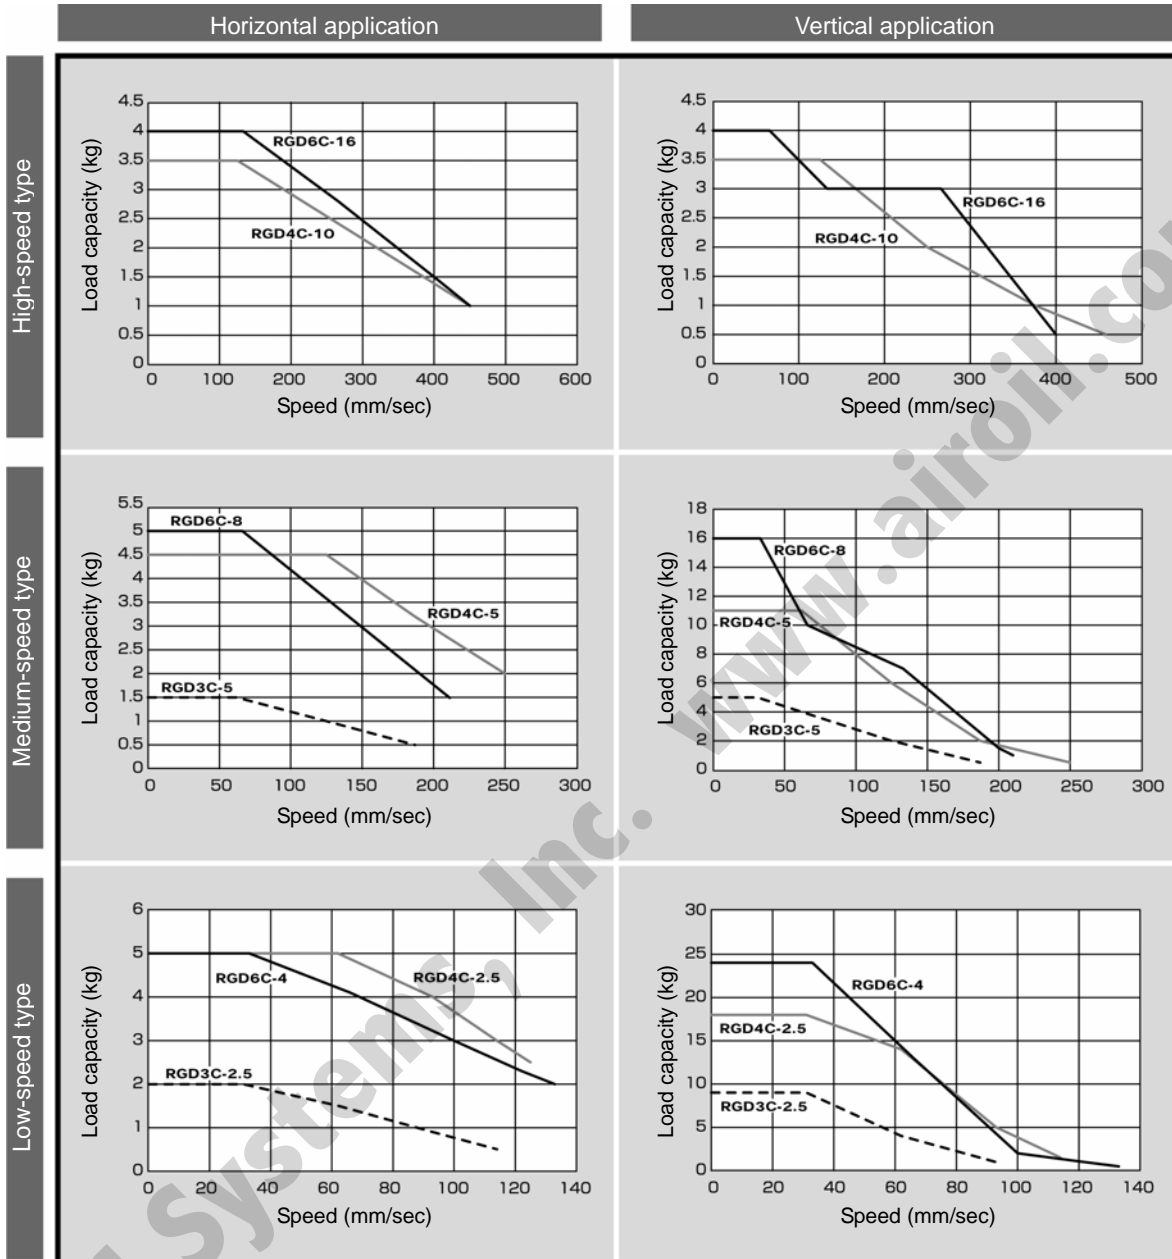 Horizontal application
Vertical application
High-speed type
Load capacity (kg)
4.5
4
3.5
3
2.5
2
1.5
1
0.5
0
RGD6C-16
RGD4C-10
0 100 200 300 400 500 600
Speed (mm/sec)
Load capacity (kg)
4.5
4
3.5
3
2.5
2
1.5
1
0.5
0
RGD6C-16
RGD4C-10
0 100 200 300 400 500
Speed (mm/sec)
Medium-speed type
Load capacity (kg)
5.5
5
4.5
4
3.5
3
2.5
2
1.5
1
0.5
0
RGD6C-8
RGD4C-5
RGD3C-5
0 50 100 150 200 250 300
Speed (mm/sec)
Load capacity (kg)
18
16
14
12
10
8
6
4
2
0
RGD6C-8
RGD4C-5
RGD3C-5
0 50 100 150 200 250 300
Speed (mm/sec)
Low-speed type
Load capacity (kg)
6
5
4
3
2
1
0
RGD6C-4
RGD4C-2.5
RGD3C-2.5
0 20 40 60 80 100 120 140
Speed (mm/sec)
Load capacity (kg)
30
25
20
15
10
5
0
RGD6C-4
RGD4C-2.5
RGD3C-2.5
0 20 40 60 80 100 120 140
Speed (mm/sec)
Systems, Inc. www.airoil.com